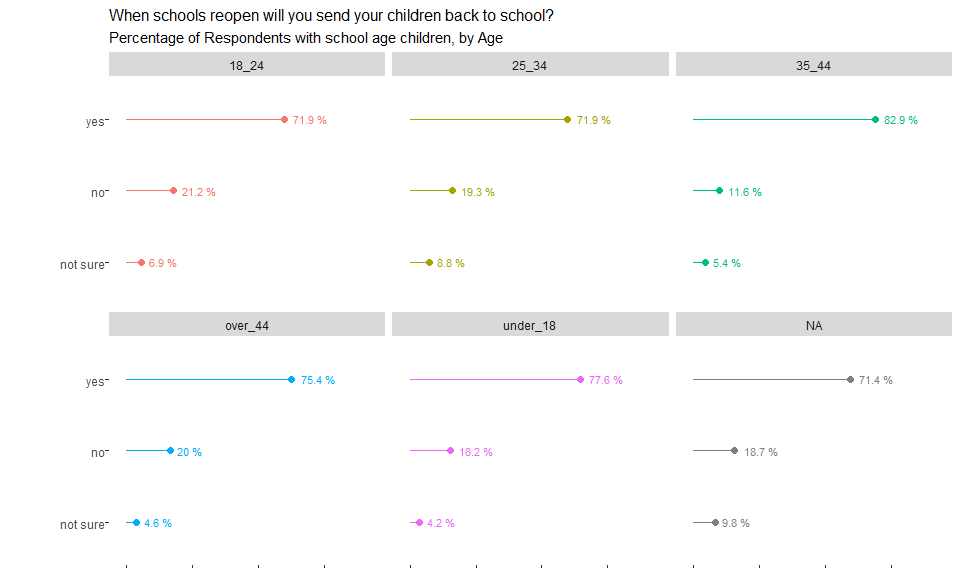 When schools reopen will you send your children back to school?
Percentage of Respondents with school age children, by Age
18_24 25_34 35_44
yes 71.9 % 71.9 % 82.9 %
no 21.2 % 19.3 % 11.6 %
not sure 6.9 % 8.8 % 5.4 %
over_44 under_18 NA
yes 75.4 % 77.6 % 71.4 %
no 20 % 18.2 % 18.7 %
not sure 4.6 % 4.2 % 9.8 %